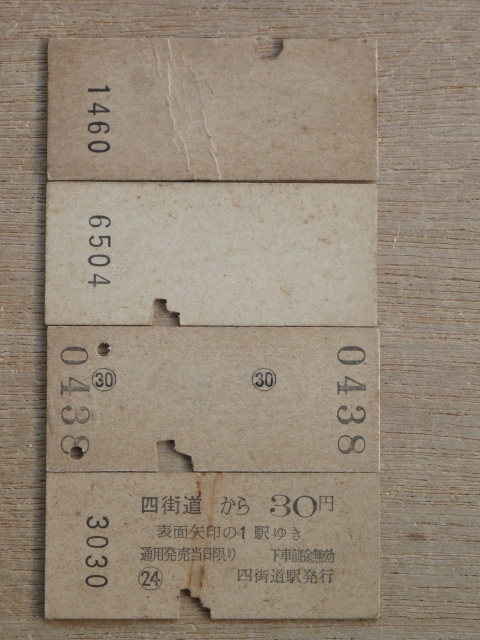 1460
6504
0438
㉚
㉚
0438
四街道 から 30円
表面矢印の1駅ゆき
通用発売当日限り 下車前途無効
3030
㉔
四街道駅発行